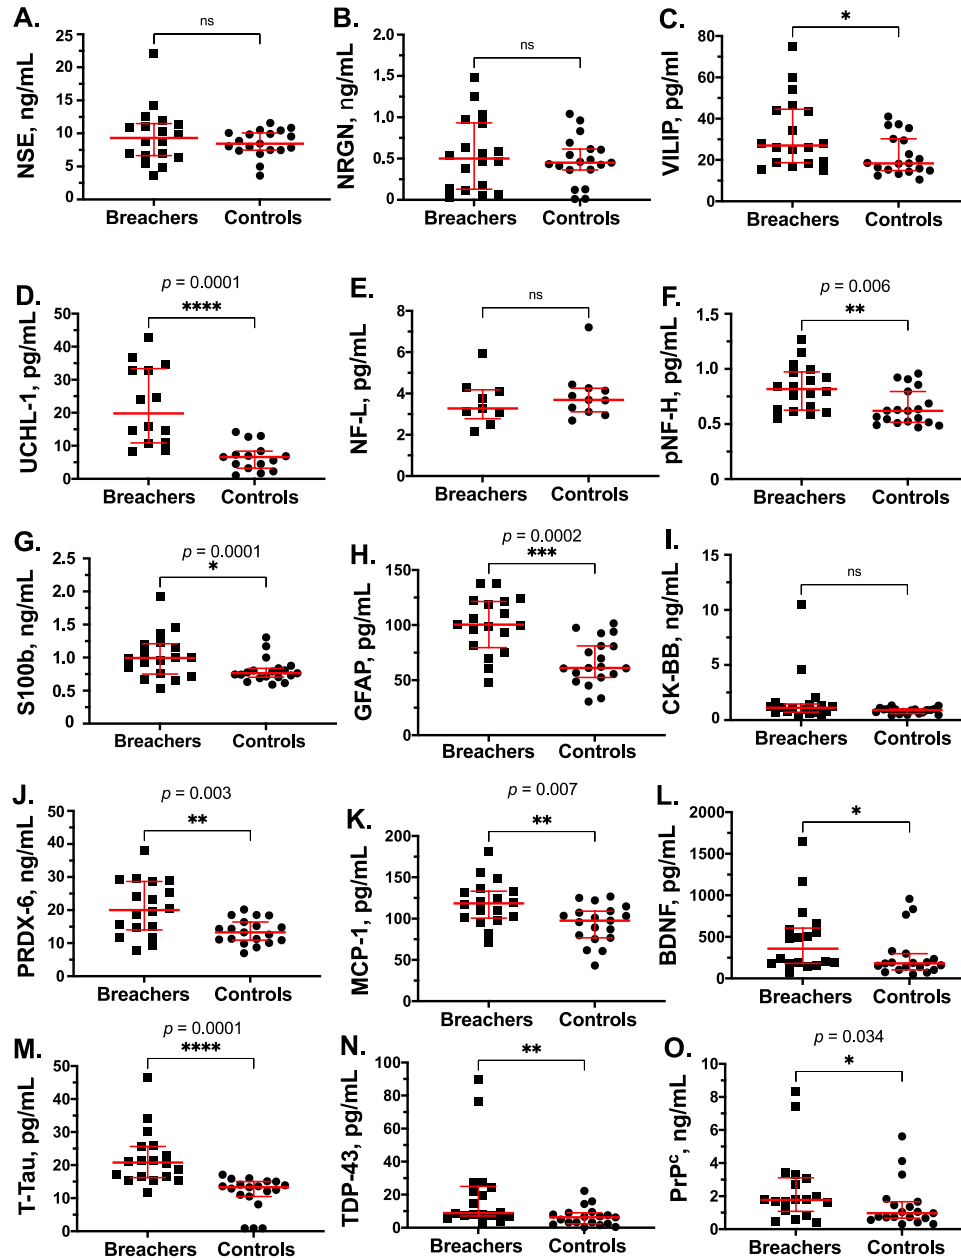 A.
ns
NSE, ng/mL
25
20
15
10
5
0
Breachers Controls
B.
ns
NRGN, ng/mL
2.0
1.5
1.0
0.5
0.0
Breachers Controls
C.
*
VILIP, pg/ml
80
60
40
20
0
Breachers Controls
D.
p = 0.0001
****
UCHL-1, pg/mL
50
40
30
20
10
0
Breachers Controls
E.
ns
NF-L, pg/mL
8
6
4
2
0
Breachers Controls
F.
p = 0.006
**
pNF-H, pg/mL
1.5
1.0
0.5
0
Breachers Controls
G.
p = 0.0001
*
S100b, ng/mL
2.5
2.0
1.5
1.0
0.5
0
Breachers Controls
H.
p = 0.0002
***
GFAP, pg/mL
150
100
50
0
Breachers Controls
I.
ns
CK-BB, ng/mL
15
10
5
0
Breachers Controls
J.
p = 0.003
**
PRDX-6, ng/mL
50
40
30
20
10
0
Breachers Controls
K.
p = 0.007
**
MCP-1, pg/mL
200
150
100
50
0
Breachers Controls
L.
*
BDNF, pg/mL
2000
1500
1000
500
0
Breachers Controls
M.
p = 0.0001
****
T-Tau, pg/mL
50
40
30
20
10
0
Breachers Controls
N.
**
TDP-43, pg/mL
100
80
60
40
20
0
Breachers Controls
O.
p = 0.034
*
PrPᶜ, ng/mL
10
8
6
4
2
0
Breachers Controls